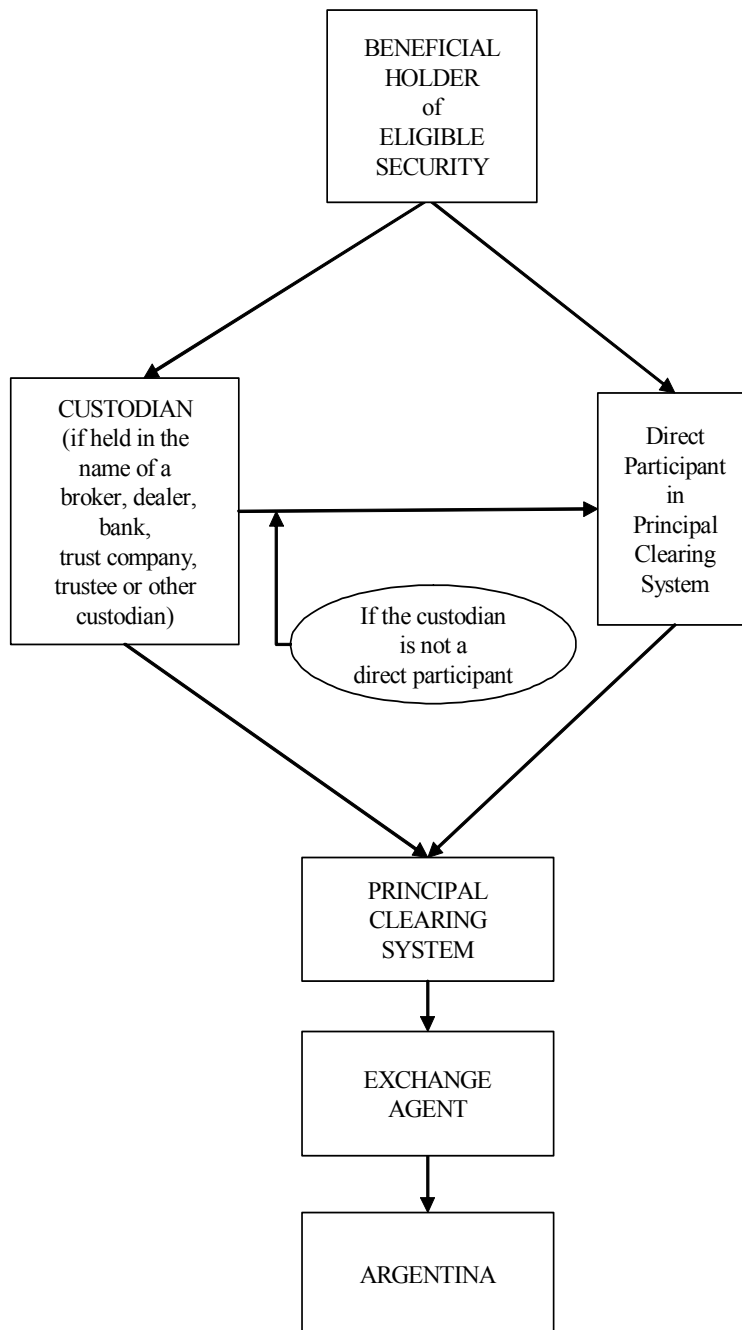 BENEFICIAL
HOLDER
of
ELIGIBLE
SECURITY
CUSTODIAN
(if held in the
name of a
broker, dealer,
bank,
trust company,
trustee or other
custodian)
Direct
Participant
in
Principal
Clearing
System
If the custodian
is not a
direct participant
PRINCIPAL
CLEARING
SYSTEM
EXCHANGE
AGENT
ARGENTINA